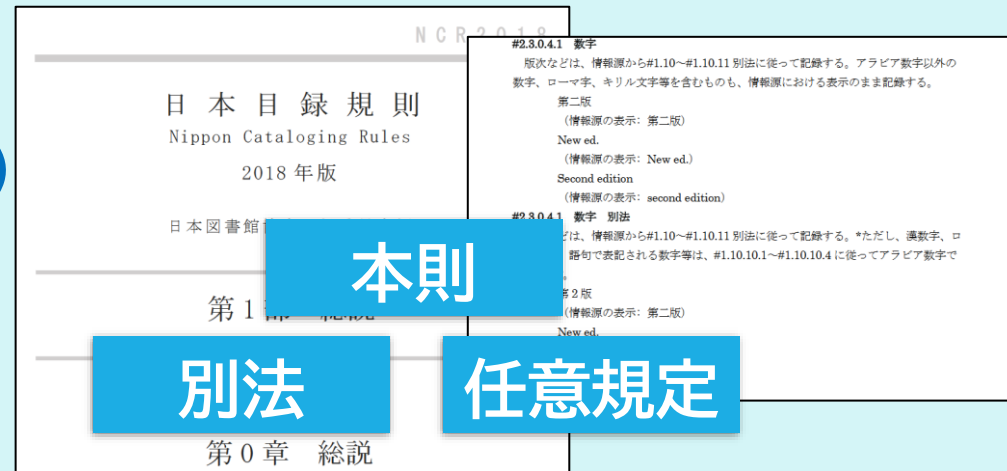 NCR2018
日本目録規則
Nippon Cataloging Rules
2018年版
日本図書館
第1部 総説
第0章 総説
#2.3.0.4.1 数字
版次などは、情報源から#1.10~#1.10.11 別法に従って記録する。アラビア数字以外の
数字、ローマ字、キリル文字等を含むものも、情報源における表示のまま記録する。
第二版
(情報源の表示: 第二版)
New ed.
(情報源の表示: New ed.)
Second edition
(情報源の表示: second edition)
#2.3.0.4.1 数字 別法
は、情報源から#1.10~#1.10.11 別法に従って記録する。*ただし、漢数字、ロ
語句で表記される数字等は、#1.10.10.1~#1.10.10.4 に従ってアラビア数字で
。
第2版
(情報源の表示: 第二版)
New ed.
本則
別法
任意規定